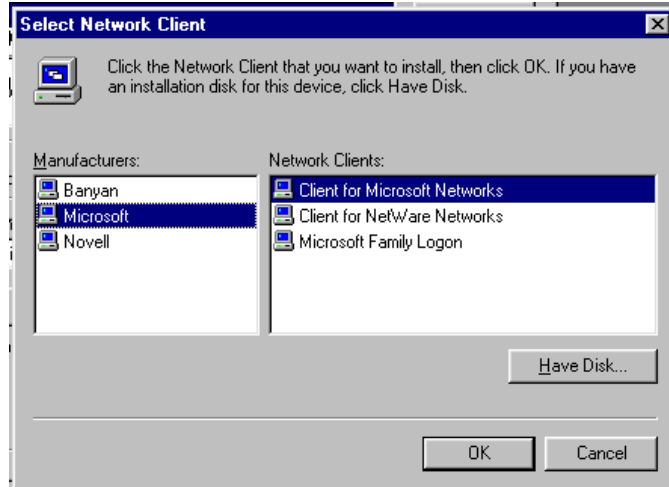 Select Network Client
Click the Network Client that you want to install, then click OK. If you have
an installation disk for this device, click Have Disk.
Manufacturers:
Banyan
Microsoft
Novell
Network Clients:
Client for Microsoft Networks
Client for NetWare Networks
Microsoft Family Logon
Have Disk...
OK
Cancel